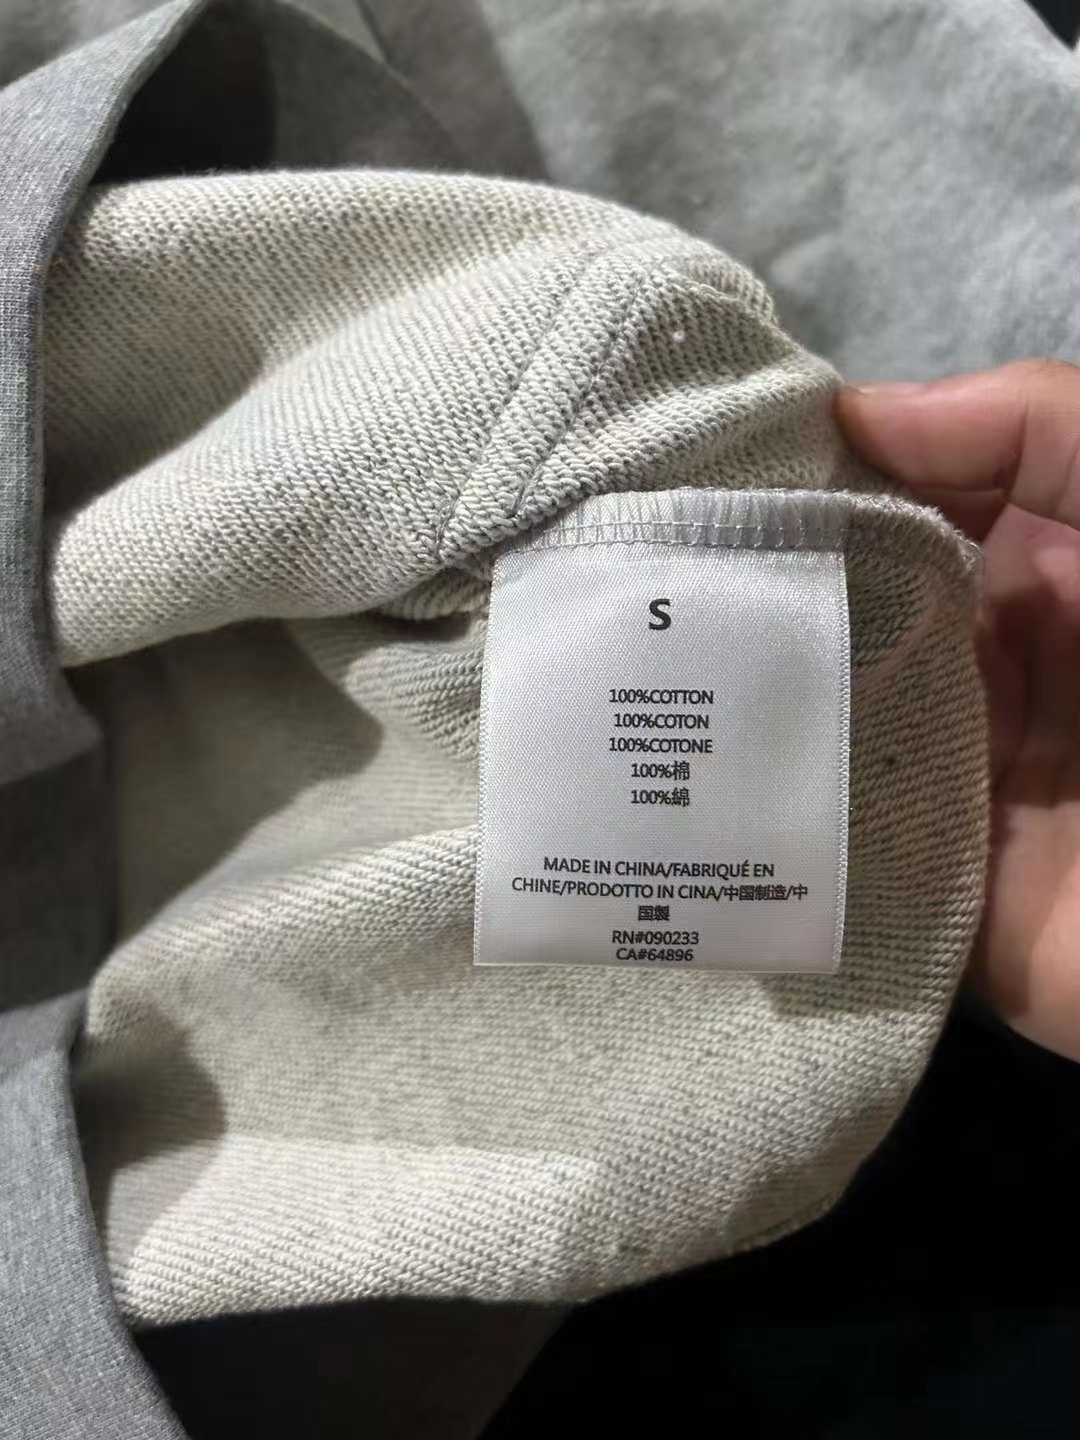 S
100%COTTON
100%COTON
100%COTONE
100%棉
100%綿
MADE IN CHINA/FABRIQUÉ EN
CHINE/PRODOTTO IN CINA/中国制造/中
国製
RN#090233
CA#64896